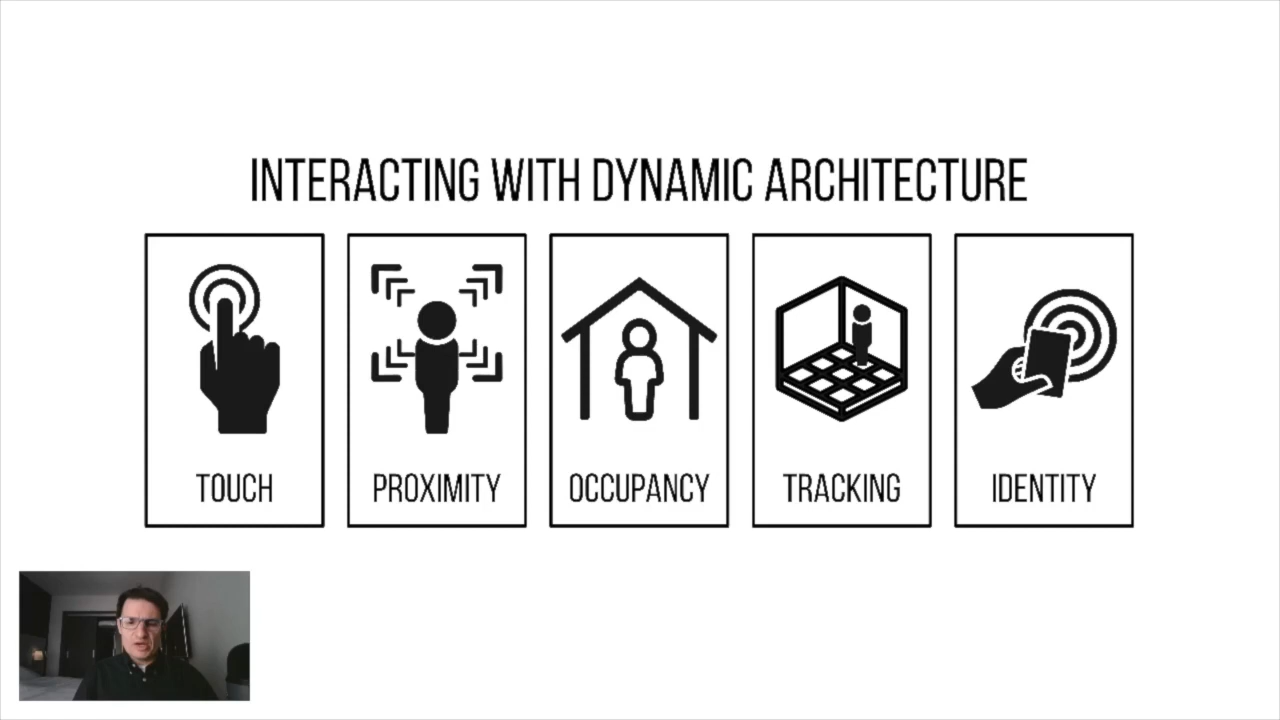 INTERACTING WITH DYNAMIC ARCHITECTURE
TOUCH
PROXIMITY
OCCUPANCY
TRACKING
IDENTITY